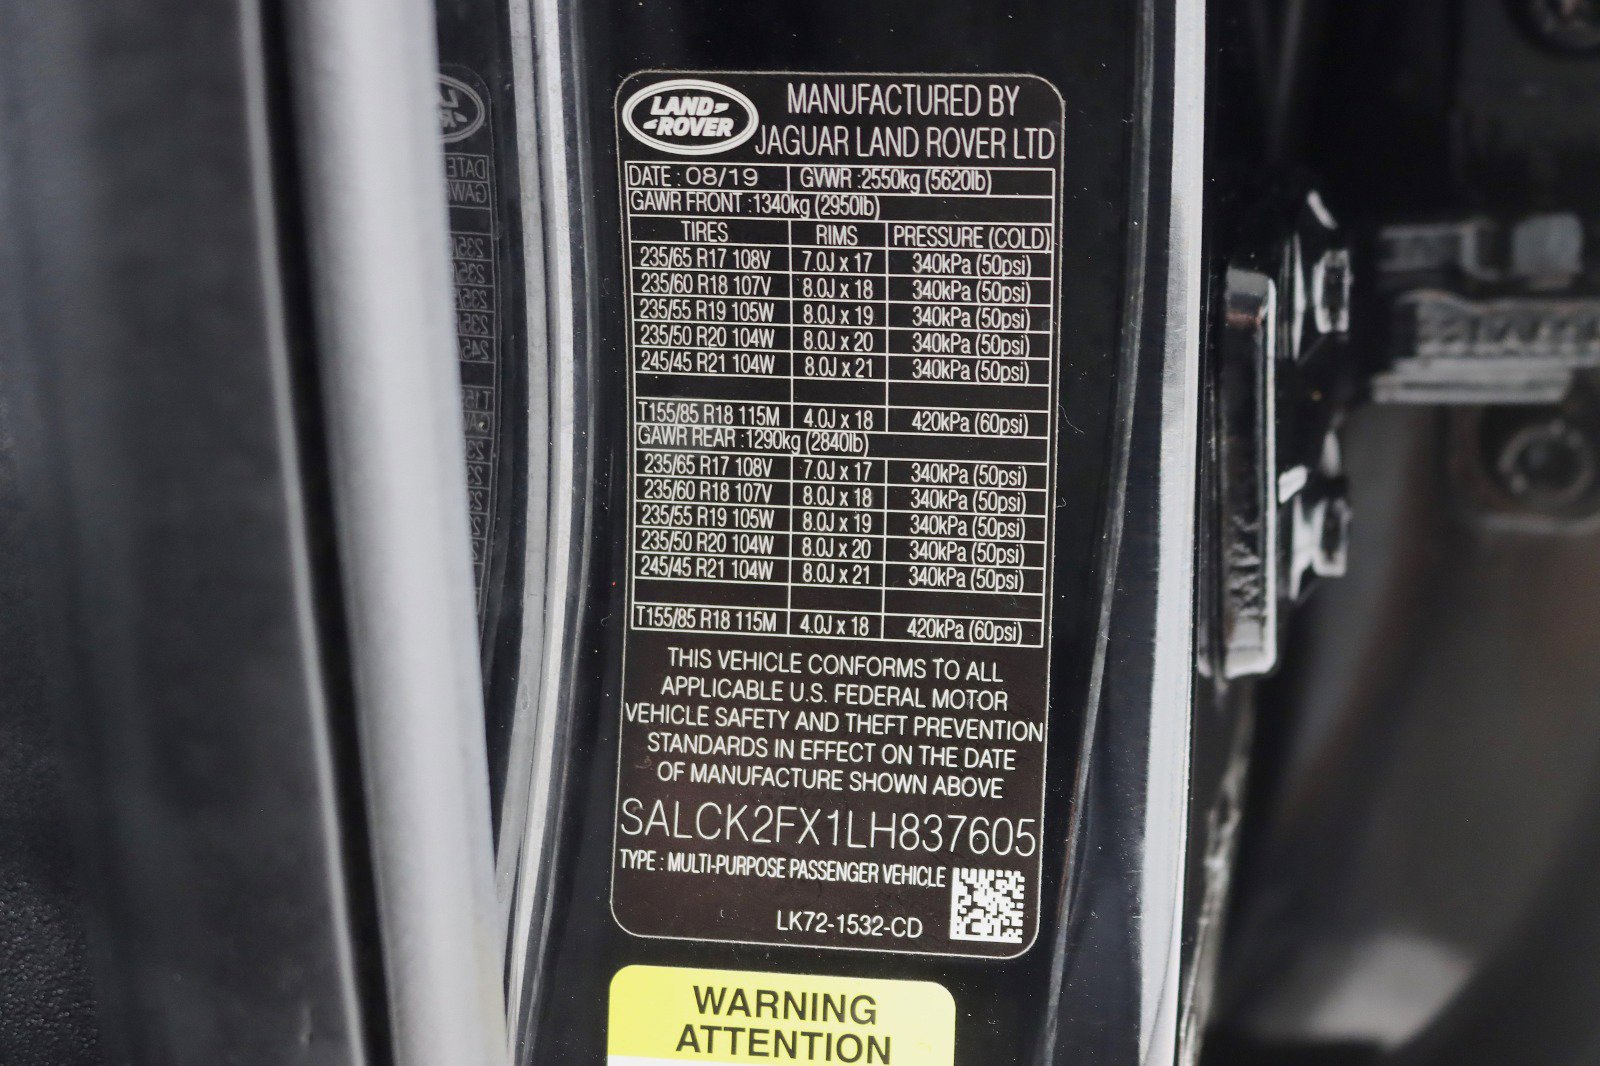 LAND
ROVER
MANUFACTURED BY
JAGUAR LAND ROVER LTD
DATE : 08/19 GVWR :2550kg (5620lb)
GAWR FRONT :1340kg (2950lb)
TIRES RIMS PRESSURE (COLD)
235/65 R17 108V 7.0J x 17 340kPa (50psi)
235/60 R18 107V 8.0J x 18 340kPa (50psi)
235/55 R19 105W 8.0J x 19 340kPa (50psi)
235/50 R20 104W 8.0J x 20 340kPa (50psi)
245/45 R21 104W 8.0J x 21 340kPa (50psi)
T155/85 R18 115M 4.0J x 18 420kPa (60psi)
GAWR REAR :1290kg (2840lb)
235/65 R17 108V 7.0J x 17 340kPa (50psi)
235/60 R18 107V 8.0J x 18 340kPa (50psi)
235/55 R19 105W 8.0J x 19 340kPa (50psi)
235/50 R20 104W 8.0J x 20 340kPa (50psi)
245/45 R21 104W 8.0J x 21 340kPa (50psi)
T155/85 R18 115M 4.0J x 18 420kPa (60psi)
THIS VEHICLE CONFORMS TO ALL
APPLICABLE U.S. FEDERAL MOTOR
VEHICLE SAFETY AND THEFT PREVENTION
STANDARDS IN EFFECT ON THE DATE
OF MANUFACTURE SHOWN ABOVE
SALCK2FX1LH837605
TYPE : MULTI-PURPOSE PASSENGER VEHICLE
LK72-1532-CD
WARNING
ATTENTION